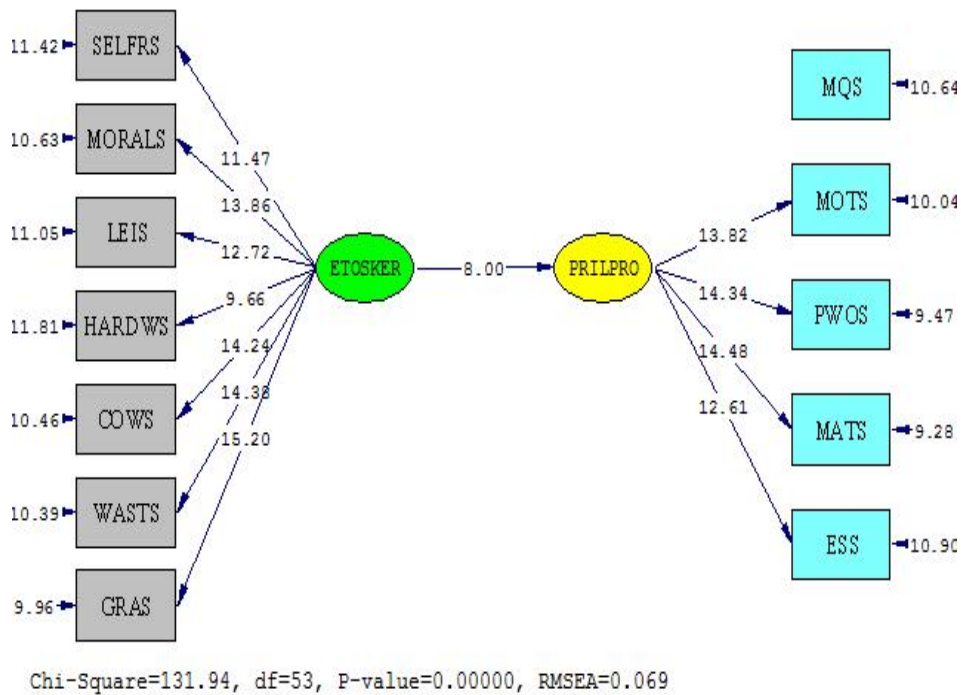 11.42 SELFRS
10.63 MORALS
11.05 LEIS
11.81 HARDWS
10.46 COWS
10.39 WASTS
9.96 GRAS
11.47
13.86
12.72
9.66
14.24
14.38
15.20
ETOSKER
8.00
PRILPRO
13.82
14.34
14.48
12.61
MQS 10.64
MOTS 10.04
PWOS 9.47
MATS 9.28
ESS 10.90
Chi-Square=131.94, df=53, P-value=0.00000, RMSEA=0.069